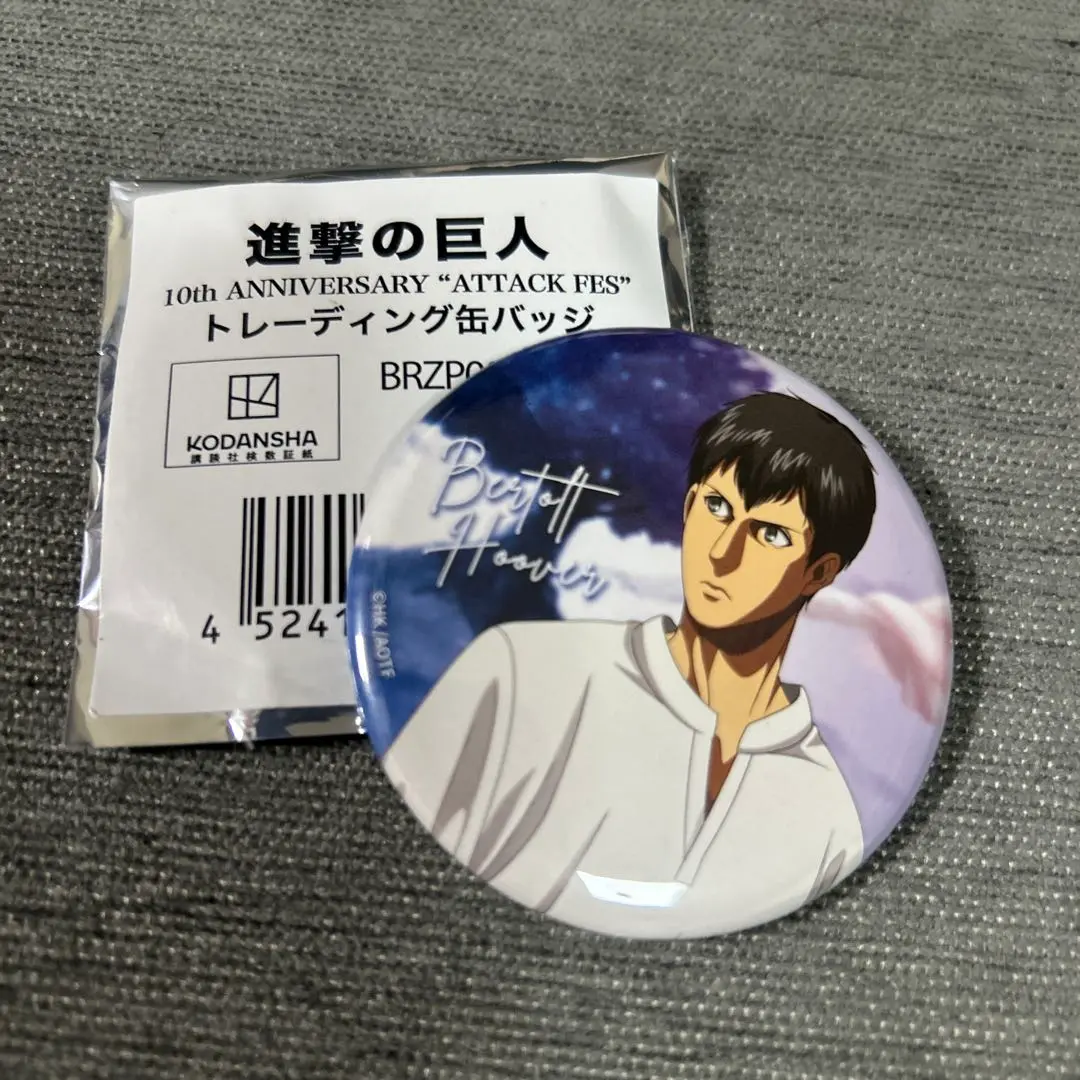 進撃の巨人
10th ANNIVERSARY “ATTACK FES”
トレーディング缶バッジ
BRZP0
KODANSHA
講談社検数証紙
4 5241
Bertolt
Hoover
©HK/AOTF